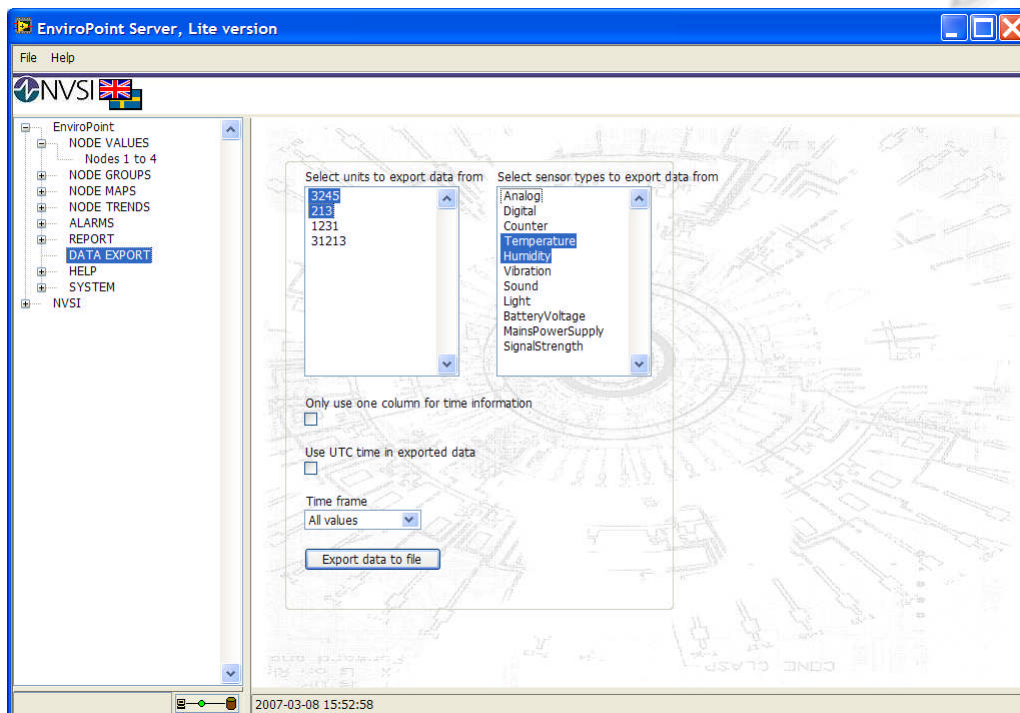 EnviroPoint Server, Lite version
File Help
NVSI
EnviroPoint
NODE VALUES
Nodes 1 to 4
NODE GROUPS
NODE MAPS
NODE TRENDS
ALARMS
REPORT
DATA EXPORT
HELP
SYSTEM
NVSI
Select units to export data from
3245
213
1231
31213
Select sensor types to export data from
Analog
Digital
Counter
Temperature
Humidity
Vibration
Sound
Light
BatteryVoltage
MainsPowerSupply
SignalStrength
Only use one column for time information
Use UTC time in exported data
Time frame
All values
Export data to file
2007-03-08 15:52:58